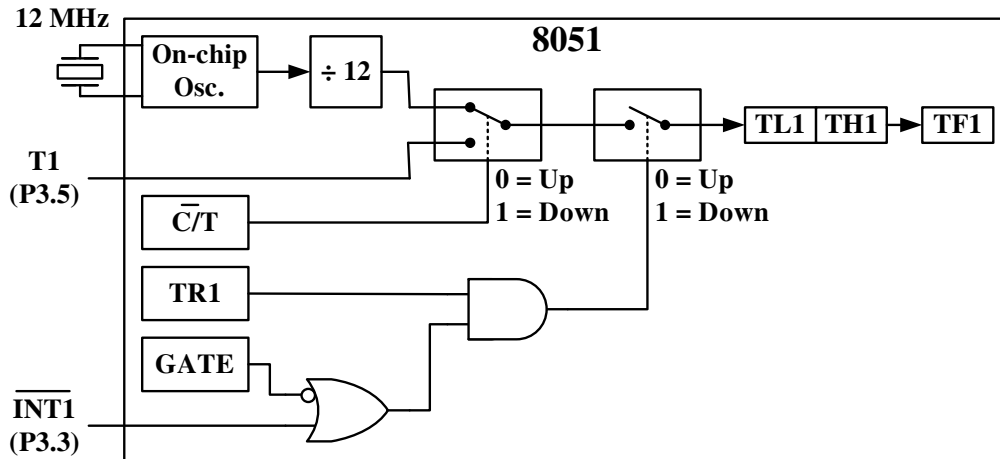 12 MHz
8051
On-chip
Osc.
÷ 12
TL1 TH1 TF1
T1
(P3.5)
0 = Up
1 = Down
0 = Up
1 = Down
C̅/T
TR1
GATE
I̅N̅T̅1̅
(P3.3)